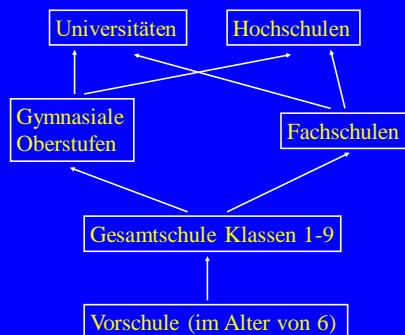 Universitäten
Hochschulen
Gymnasiale
Oberstufen
Fachschulen
Gesamtschule Klassen 1-9
Vorschule (im Alter von 6)